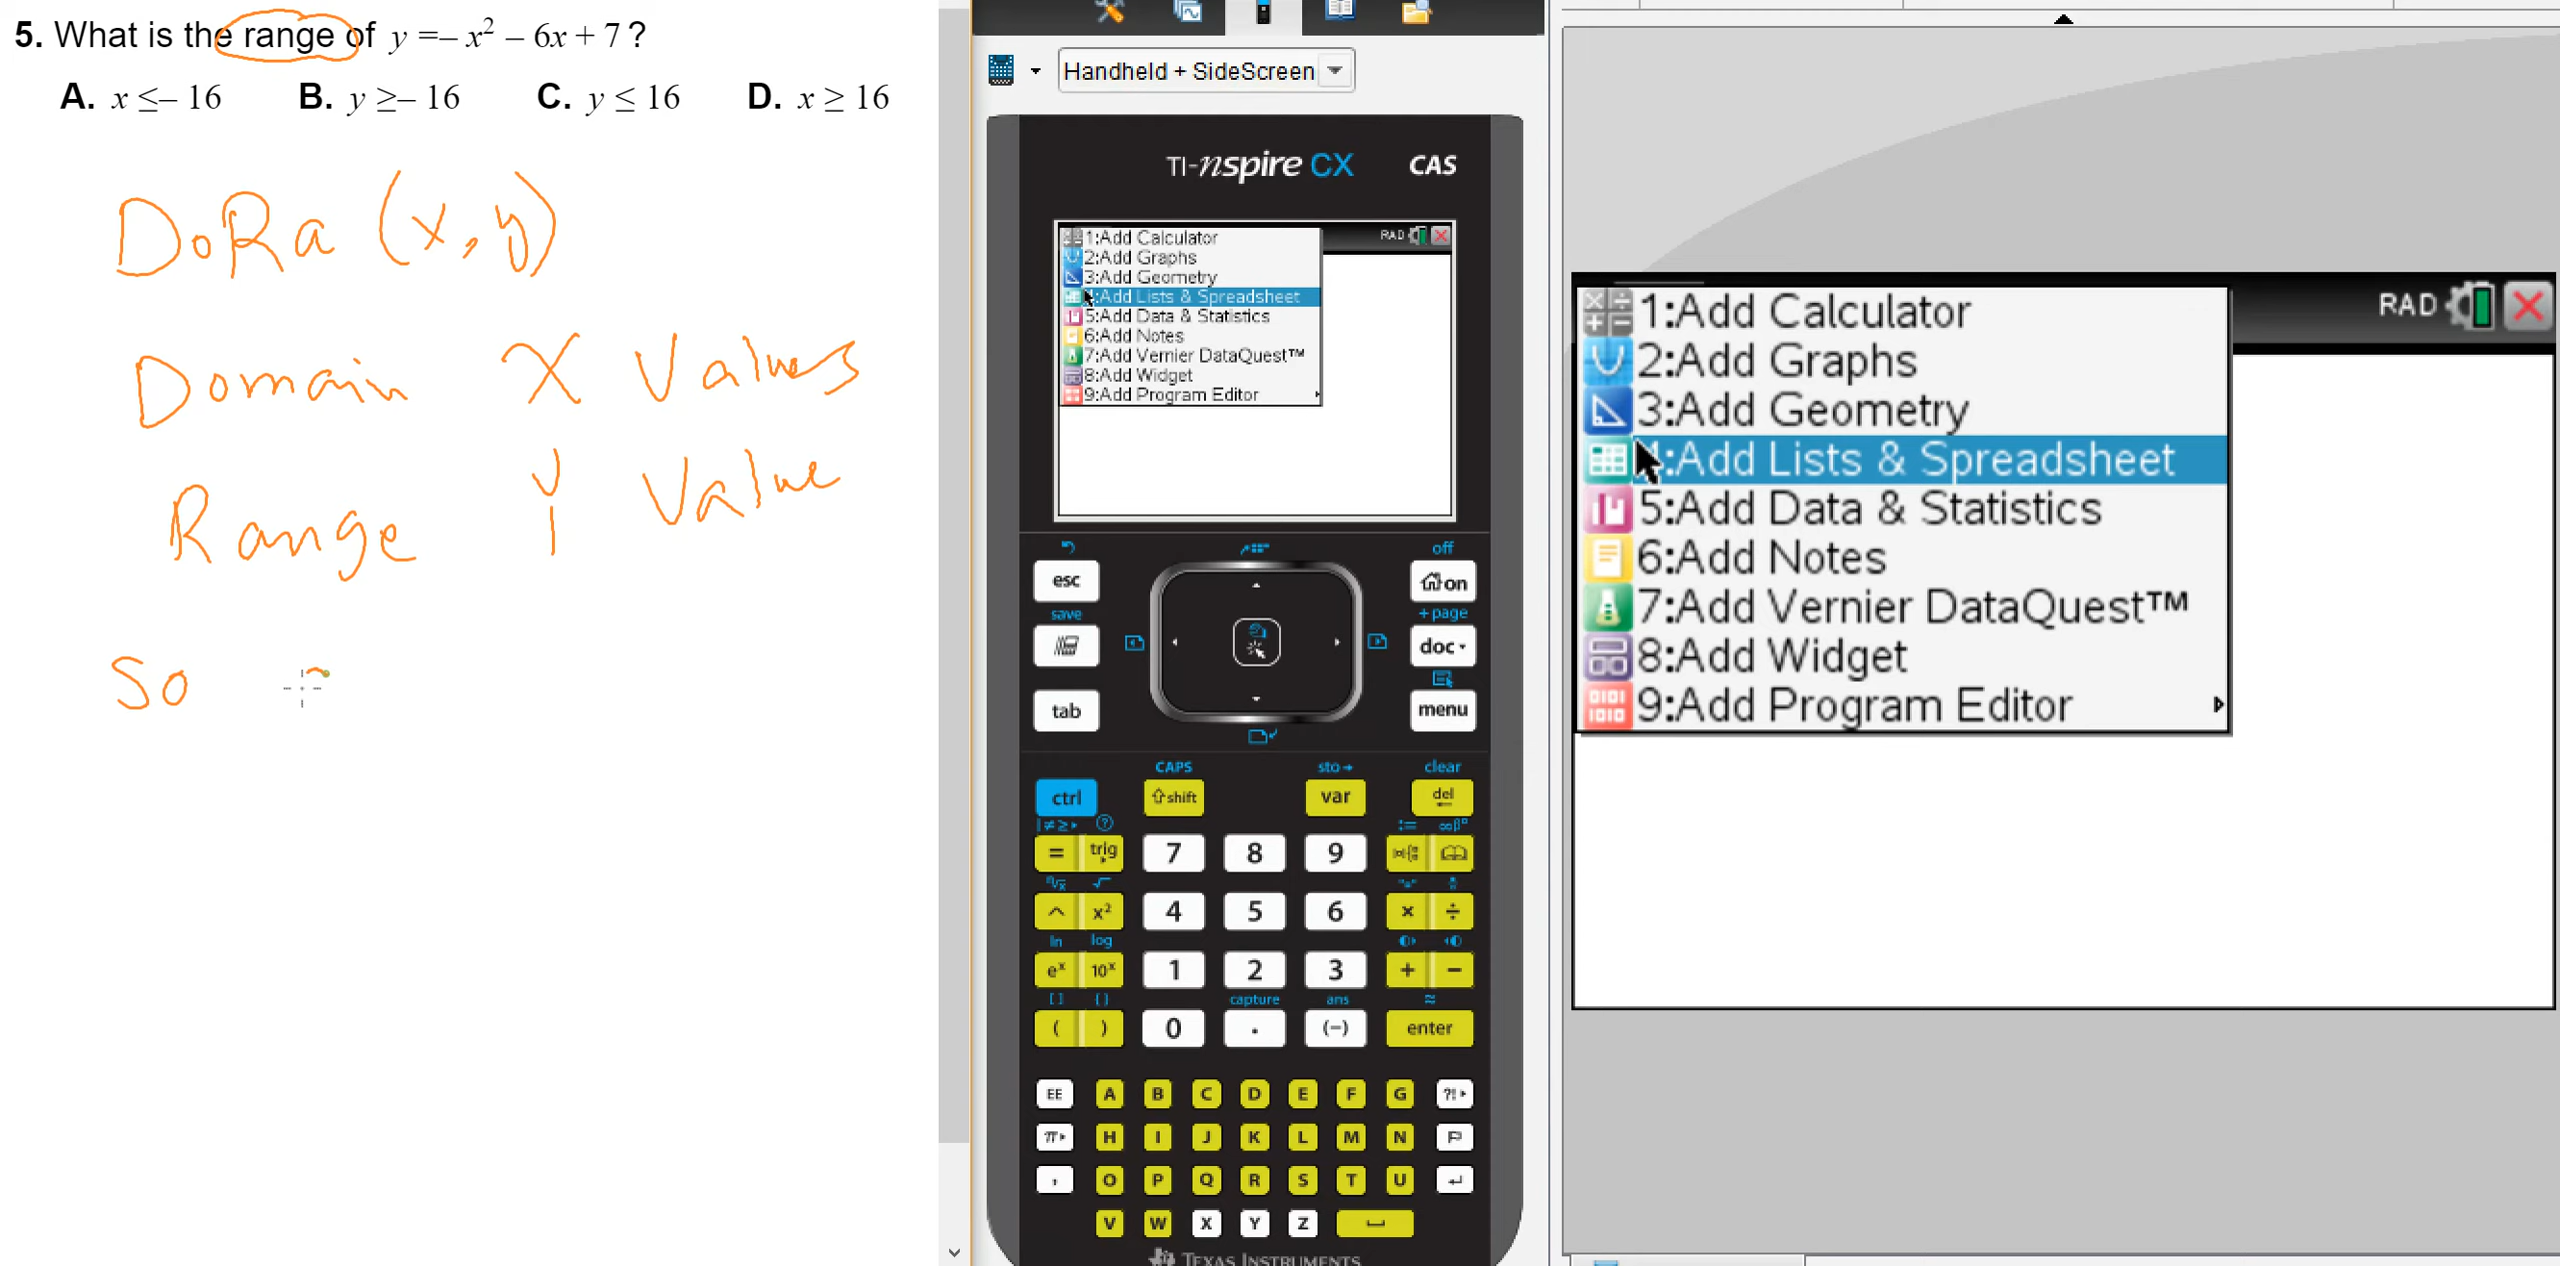 5. What is the range of y =– x² – 6x + 7 ?
A. x ≤– 16 B. y ≥– 16 C. y ≤ 16 D. x ≥ 16
DoRa (x, y)
Domain X Values
Range y Value
So
Handheld + SideScreen
TI-nspire CX CAS
RAD
1:Add Calculator
2:Add Graphs
3:Add Geometry
:Add Lists & Spreadsheet
5:Add Data & Statistics
6:Add Notes
7:Add Vernier DataQuest™
8:Add Widget
9:Add Program Editor
off
esc on
save + page
doc
tab menu
CAPS sto→ clear
ctrl ⇧shift var del
= trig 7 8 9
^ x² 4 5 6 × ÷
ln log
eˣ 10ˣ 1 2 3 + −
[ ] { } capture ans ≈
( ) 0 . (−) enter
EE A B C D E F G ?!▸
π▸ H I J K L M N
, O P Q R S T U ↵
V W X Y Z
TEXAS INSTRUMENTS
RAD
1:Add Calculator
2:Add Graphs
3:Add Geometry
:Add Lists & Spreadsheet
5:Add Data & Statistics
6:Add Notes
7:Add Vernier DataQuest™
8:Add Widget
9:Add Program Editor